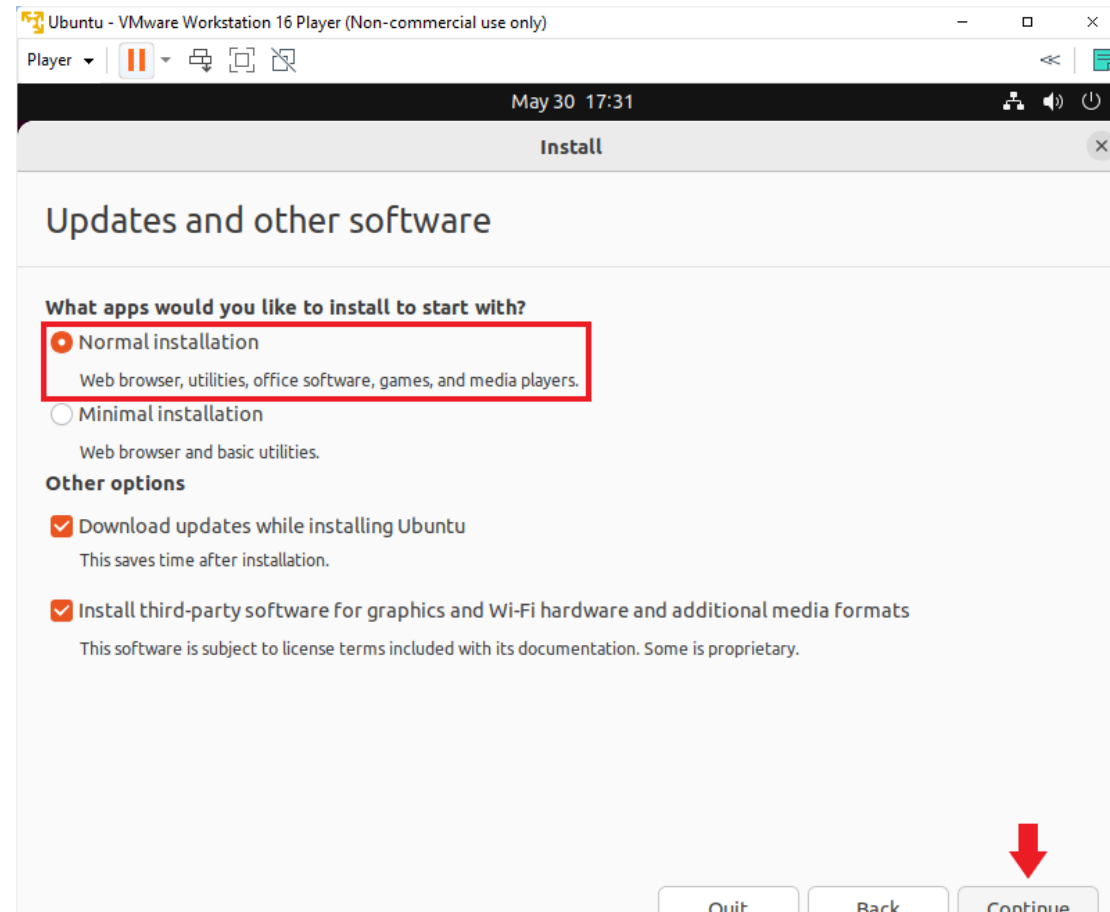 Ubuntu - VMware Workstation 16 Player (Non-commercial use only)
Player
May 30 17:31
Install
Updates and other software
What apps would you like to install to start with?
Normal installation
Web browser, utilities, office software, games, and media players.
Minimal installation
Web browser and basic utilities.
Other options
Download updates while installing Ubuntu
This saves time after installation.
Install third-party software for graphics and Wi-Fi hardware and additional media formats
This software is subject to license terms included with its documentation. Some is proprietary.
Quit Back Continue